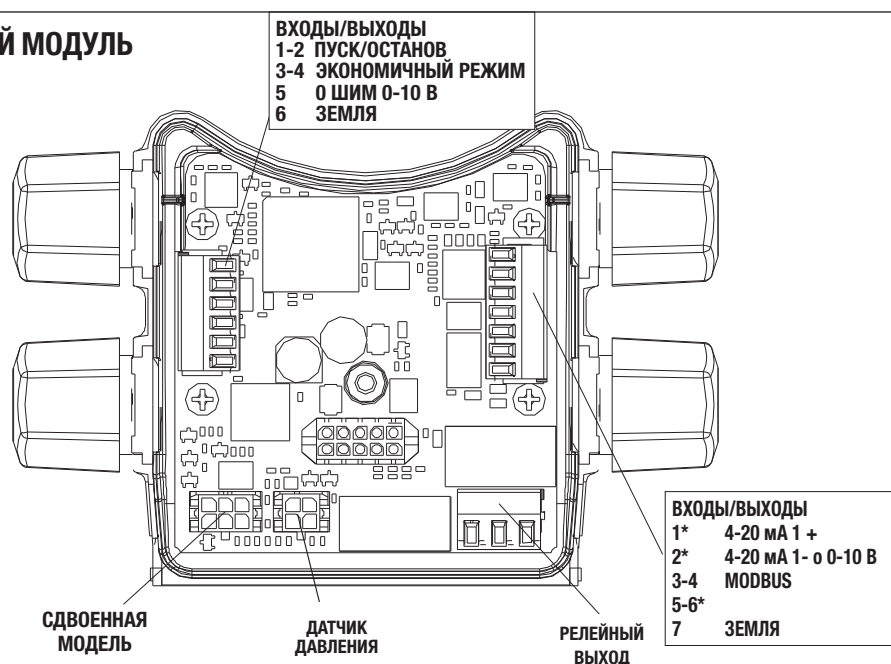 Й МОДУЛЬ
ВХОДЫ/ВЫХОДЫ
1-2 ПУСК/ОСТАНОВ
3-4 ЭКОНОМИЧНЫЙ РЕЖИМ
5 0 ШИМ 0-10 В
6 ЗЕМЛЯ
ВХОДЫ/ВЫХОДЫ
1* 4-20 мА 1 +
2* 4-20 мА 1- о 0-10 В
3-4 MODBUS
5-6*
7 ЗЕМЛЯ
СДВОЕННАЯ
МОДЕЛЬ
ДАТЧИК
ДАВЛЕНИЯ
РЕЛЕЙНЫЙ
ВЫХОД